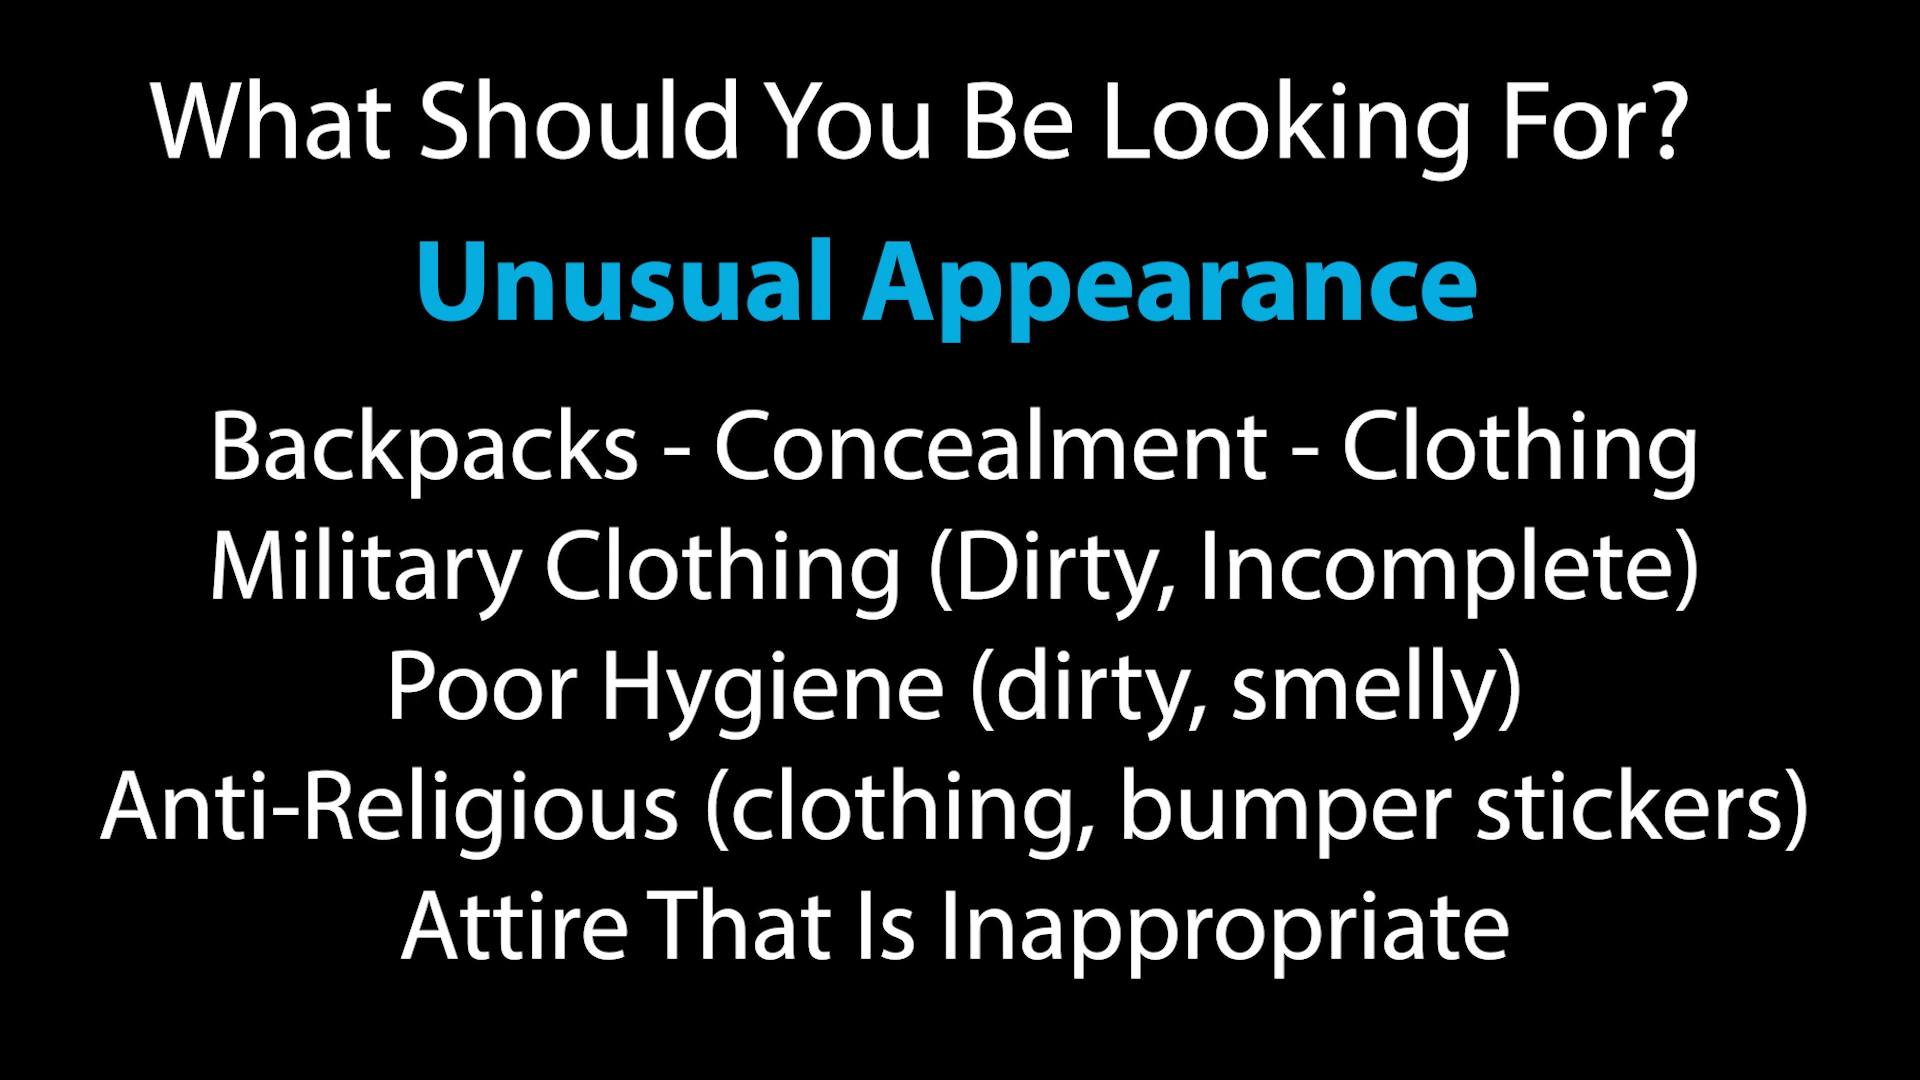 What Should You Be Looking For?
Unusual Appearance
Backpacks - Concealment - Clothing
Military Clothing (Dirty, Incomplete)
Poor Hygiene (dirty, smelly)
Anti-Religious (clothing, bumper stickers)
Attire That Is Inappropriate